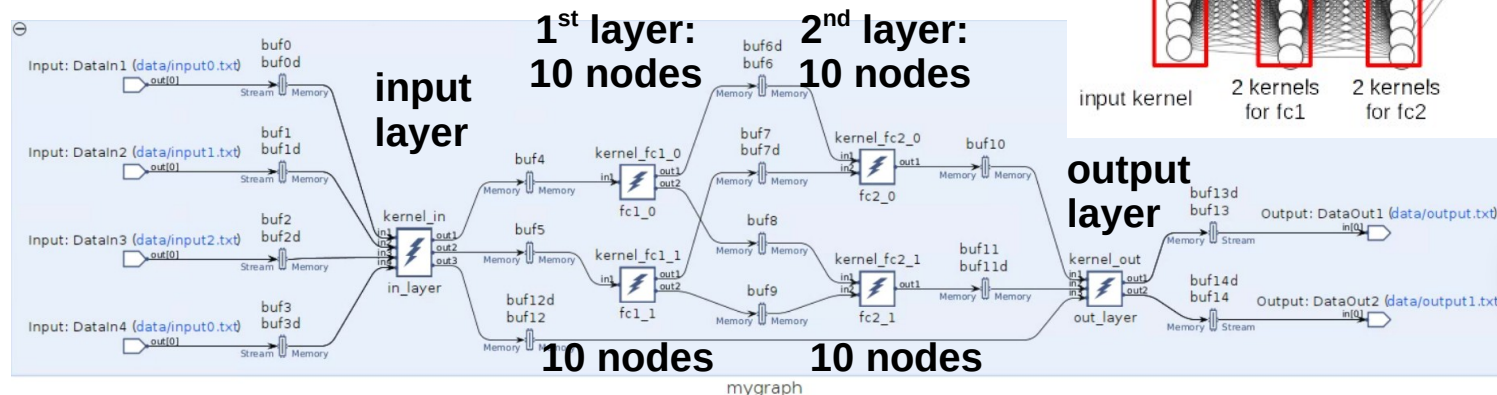 1st layer:
10 nodes
2nd layer:
10 nodes
input kernel
2 kernels
for fc1
2 kernels
for fc2
input
layer
output
layer
Input: DataIn1 (data/input0.txt)
out[0]
buf0
buf0d
Stream Memory
Input: DataIn2 (data/input1.txt)
out[0]
buf1
buf1d
Stream Memory
Input: DataIn3 (data/input2.txt)
out[0]
buf2
buf2d
Stream Memory
Input: DataIn4 (data/input0.txt)
out[0]
buf3
buf3d
Stream Memory
kernel_in
in1
in2
in3
in4
out1
out2
out3
in_layer
buf4
Memory Memory
buf5
Memory Memory
buf12d
buf12
Memory Memory
kernel_fc1_0
in1
out1
out2
fc1_0
kernel_fc1_1
in1
out1
out2
fc1_1
buf6d
buf6
Memory Memory
buf7
buf7d
Memory Memory
buf8
Memory Memory
buf9
Memory Memory
kernel_fc2_0
in1
in2
out1
fc2_0
kernel_fc2_1
in1
in2
out1
fc2_1
buf10
Memory Memory
buf11
buf11d
Memory Memory
kernel_out
in1
in2
in3
out1
out2
out_layer
buf13d
buf13
Memory Stream
Output: DataOut1 (data/output.txt)
in[0]
buf14d
buf14
Memory Stream
Output: DataOut2 (data/output1.txt
in[0]
10 nodes
10 nodes
mygraph